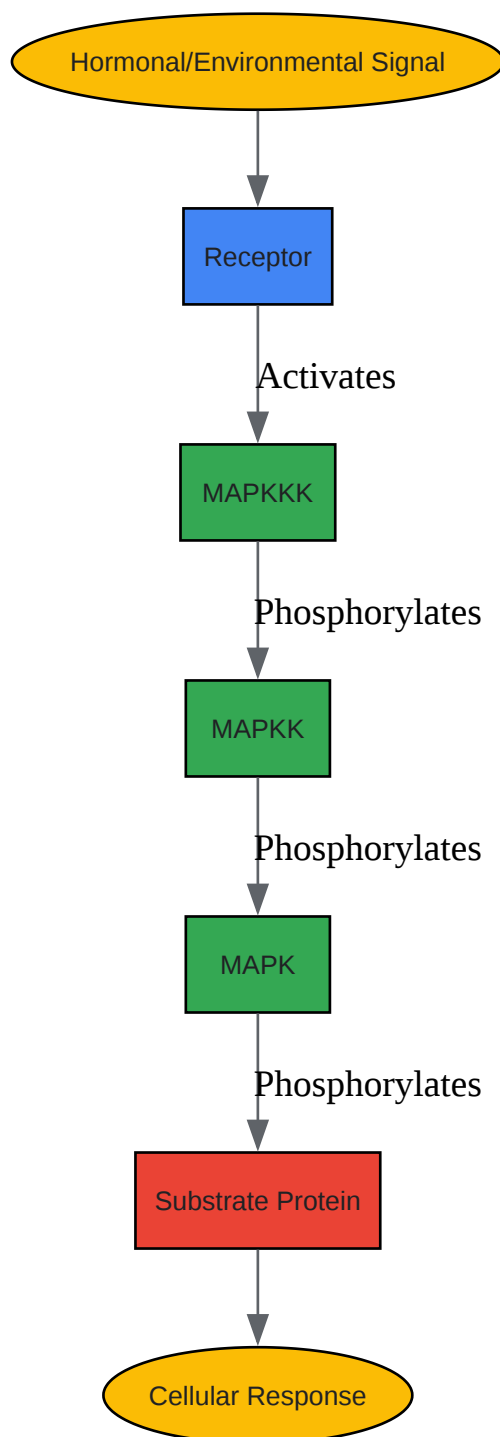 Hormonal/Environmental Signal
Receptor
Activates
MAPKKK
Phosphorylates
MAPKK
Phosphorylates
MAPK
Phosphorylates
Substrate Protein
Cellular Response